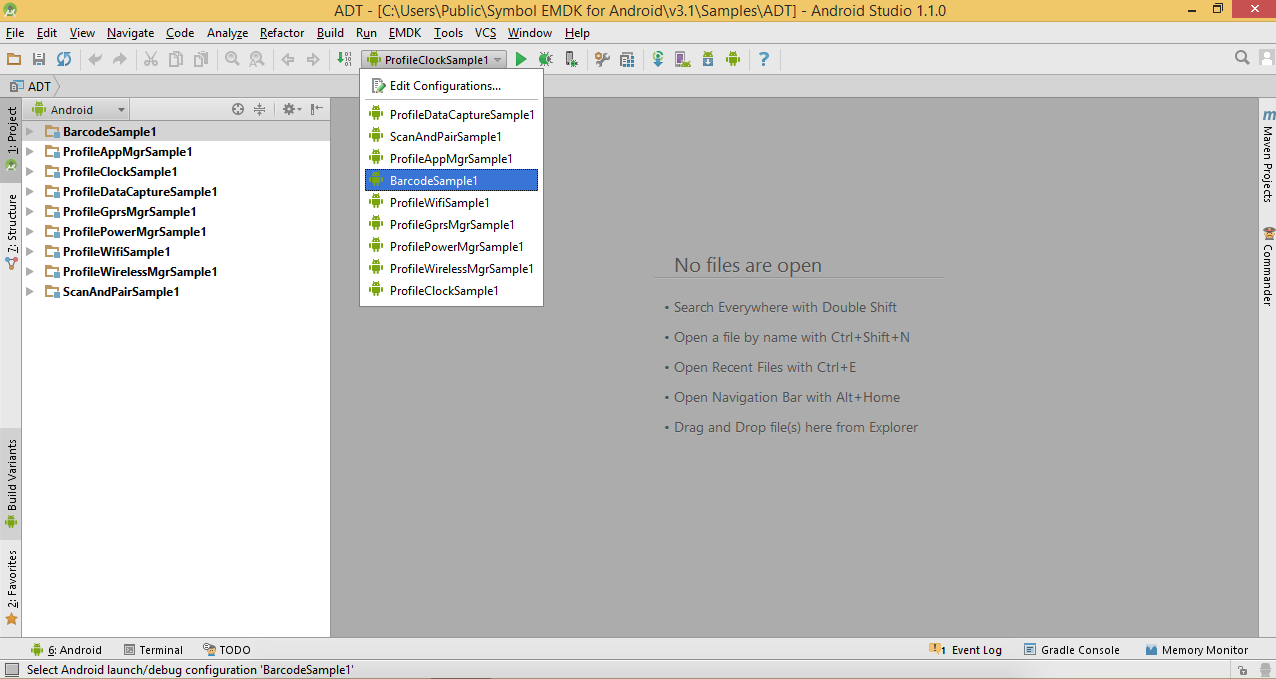 ADT - [C:\Users\Public\Symbol EMDK for Android\v3.1\Samples\ADT] - Android Studio 1.1.0
File Edit View Navigate Code Analyze Refactor Build Run EMDK Tools VCS Window Help
ProfileClockSample1
ADT
Android
1: Project
7: Structure
Build Variants
2: Favorites
BarcodeSample1
ProfileAppMgrSample1
ProfileClockSample1
ProfileDataCaptureSample1
ProfileGprsMgrSample1
ProfilePowerMgrSample1
ProfileWifiSample1
ProfileWirelessMgrSample1
ScanAndPairSample1
Edit Configurations...
ProfileDataCaptureSample1
ScanAndPairSample1
ProfileAppMgrSample1
BarcodeSample1
ProfileWifiSample1
ProfileGprsMgrSample1
ProfilePowerMgrSample1
ProfileWirelessMgrSample1
ProfileClockSample1
No files are open
• Search Everywhere with Double Shift
• Open a file by name with Ctrl+Shift+N
• Open Recent Files with Ctrl+E
• Open Navigation Bar with Alt+Home
• Drag and Drop file(s) here from Explorer
m
Maven Projects
Commander
6: Android Terminal TODO 1 Event Log Gradle Console Memory Monitor
Select Android launch/debug configuration 'BarcodeSample1'